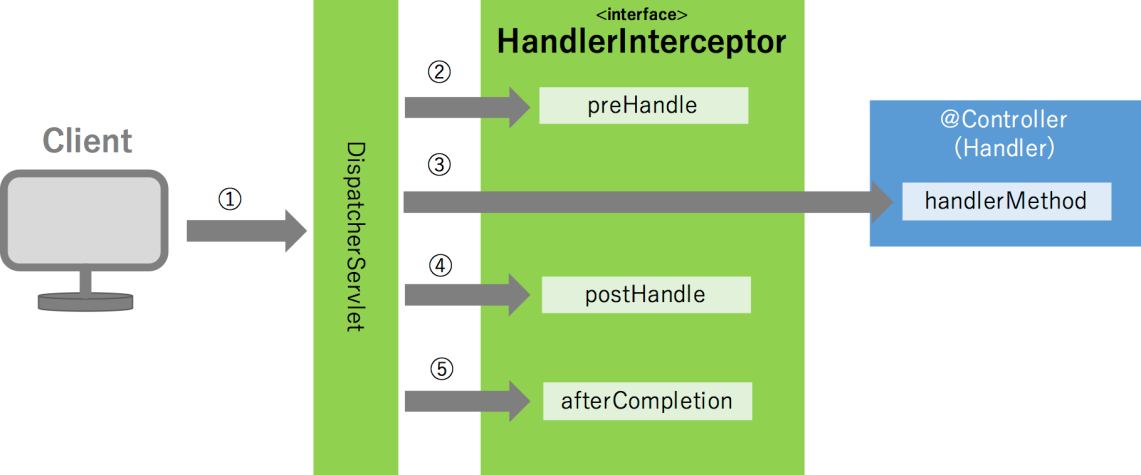 <interface>
HandlerInterceptor
②
preHandle
@Controller
(Handler)
Client
③
①
handlerMethod
DispatcherServlet
④
postHandle
⑤
afterCompletion